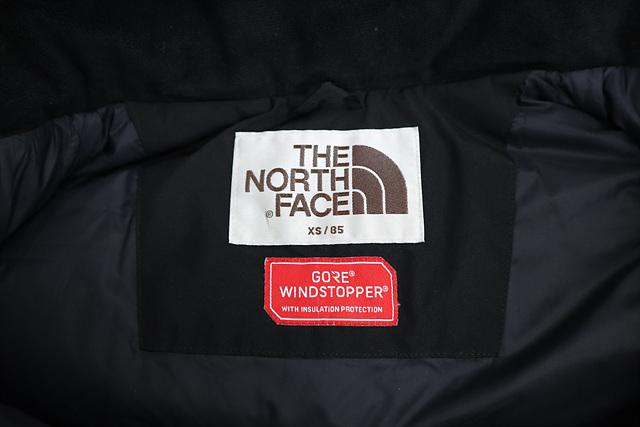 THE
NORTH
FACE
®
XS / 85
GORE®
WINDSTOPPER®
WITH INSULATION PROTECTION